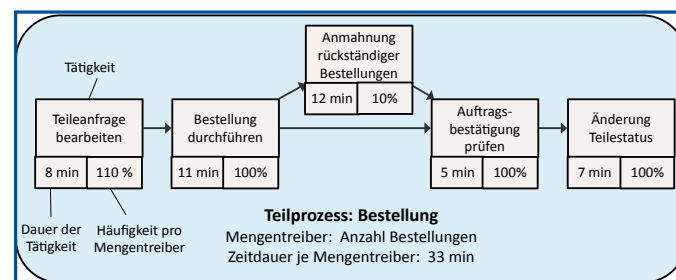 Anmahnung
rückständiger
Bestellungen
12 min 10%
Tätigkeit
Teileanfrage
bearbeiten
8 min 110 %
Bestellung
durchführen
11 min 100%
Auftrags-
bestätigung
prüfen
5 min 100%
Änderung
Teilestatus
7 min 100%
Dauer der
Tätigkeit
Häufigkeit pro
Mengentreiber
Teilprozess: Bestellung
Mengentreiber: Anzahl Bestellungen
Zeitdauer je Mengentreiber: 33 min